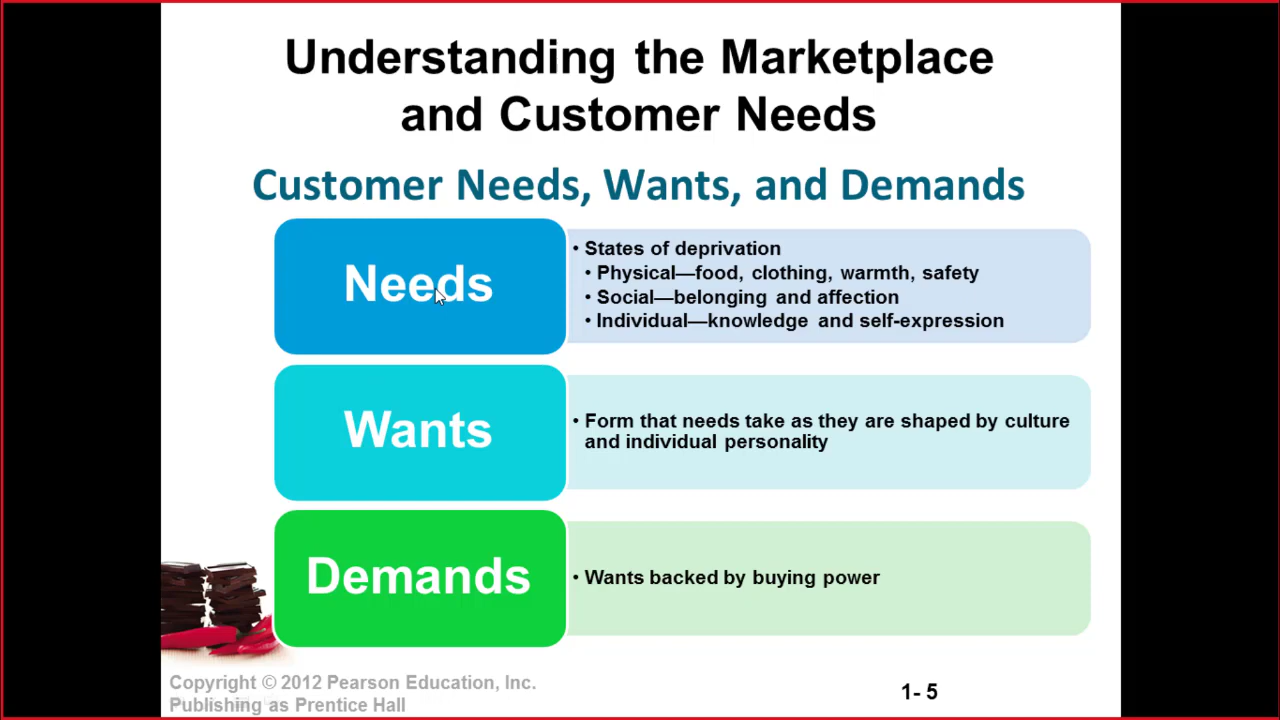 Understanding the Marketplace
and Customer Needs
Customer Needs, Wants, and Demands
Needs
• States of deprivation
• Physical—food, clothing, warmth, safety
• Social—belonging and affection
• Individual—knowledge and self-expression
Wants
• Form that needs take as they are shaped by culture
and individual personality
Demands
• Wants backed by buying power
Copyright © 2012 Pearson Education, Inc.
Publishing as Prentice Hall
1- 5